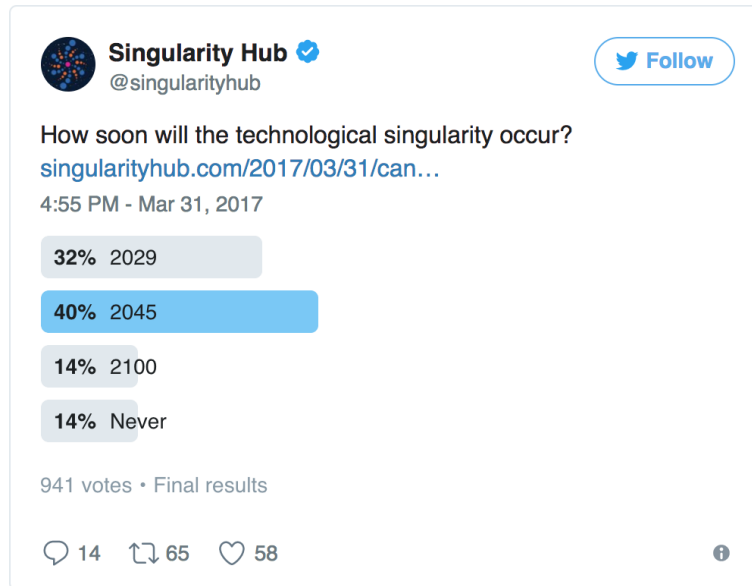 Singularity Hub
@singularityhub
Follow
How soon will the technological singularity occur?
singularityhub.com/2017/03/31/can…
4:55 PM - Mar 31, 2017
32% 2029
40% 2045
14% 2100
14% Never
941 votes • Final results
14 65 58